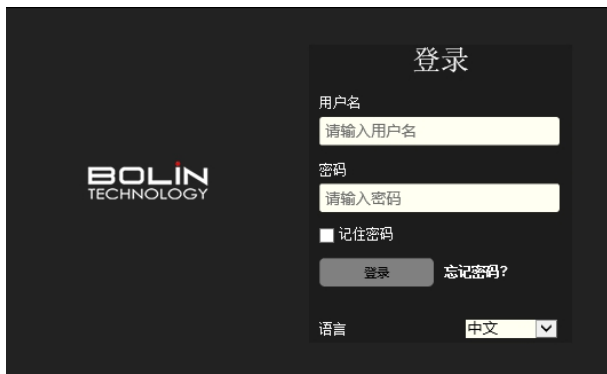 BOLIN
TECHNOLOGY
登录
用户名
请输入用户名
密码
请输入密码
记住密码
登录 忘记密码?
语言 中文